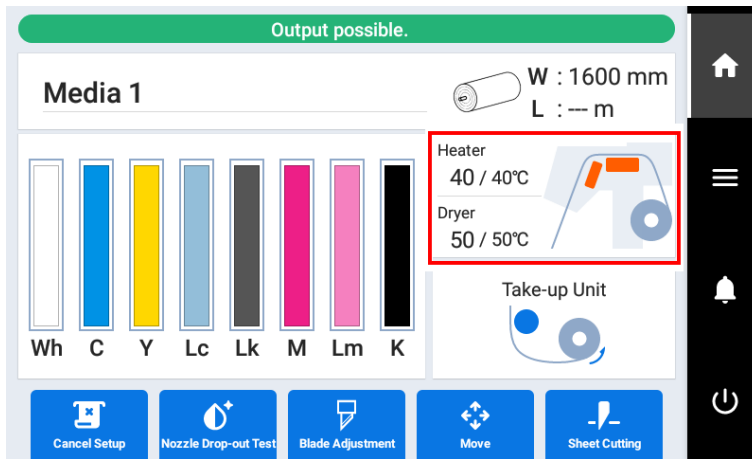 Output possible.
Media 1
W : 1600 mm
L : --- m
Heater
40 / 40℃
Dryer
50 / 50℃
Take-up Unit
Wh C Y Lc Lk M Lm K
Cancel Setup
Nozzle Drop-out Test
Blade Adjustment
Move
Sheet Cutting